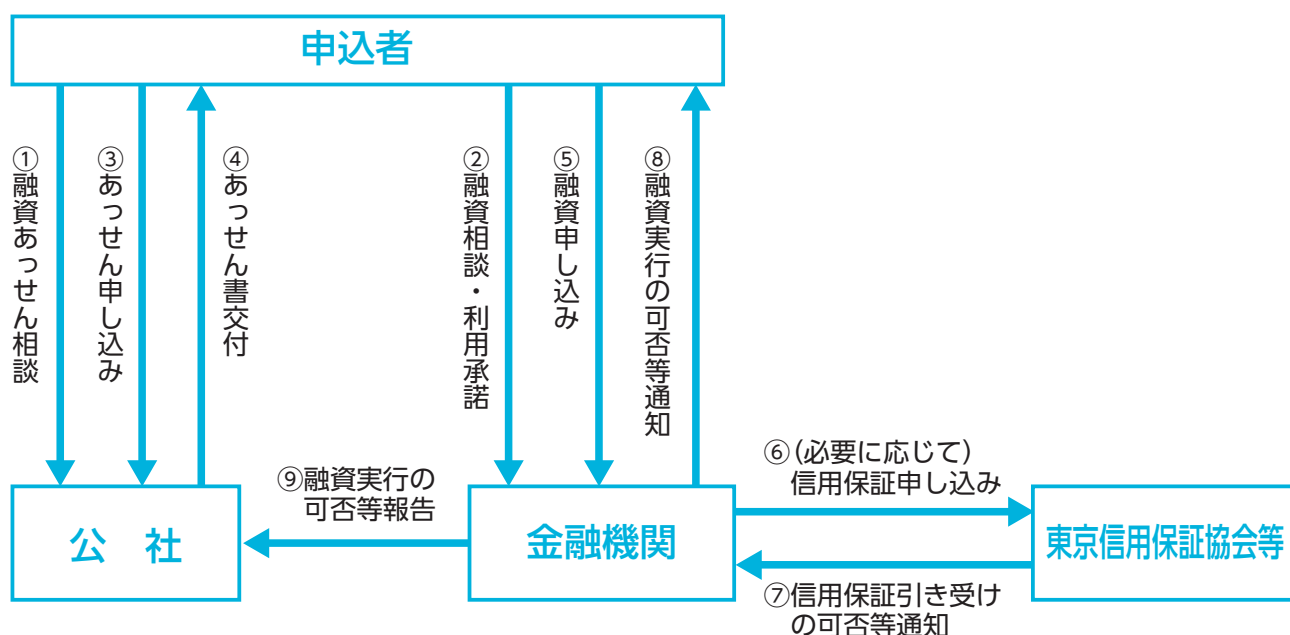 申込者
①融資あっせん相談
③あっせん申し込み
④あっせん書交付
②融資相談・利用承諾
⑤融資申し込み
⑧融資実行の可否等通知
⑨融資実行の
可否等報告
⑥(必要に応じて)
信用保証申し込み
公　社
金融機関
東京信用保証協会等
⑦信用保証引き受け
の可否等通知